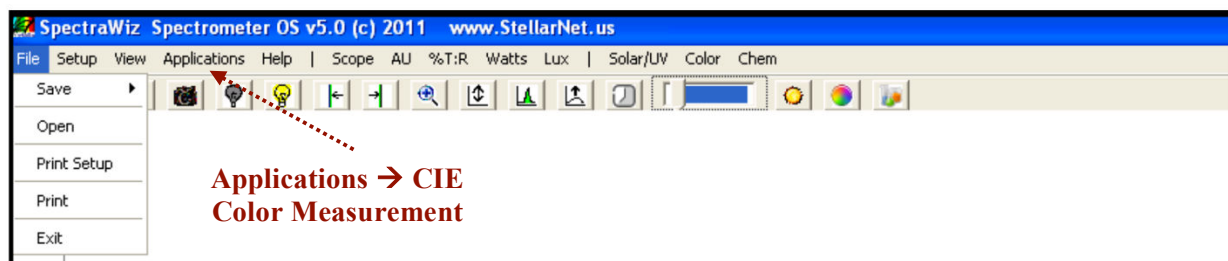 SpectraWiz Spectrometer OS v5.0 (c) 2011 www.StellarNet.us
File Setup View Applications Help | Scope AU %T:R Watts Lux | Solar/UV Color Chem
Save
Open
Print Setup
Print
Exit
Applications → CIE
Color Measurement